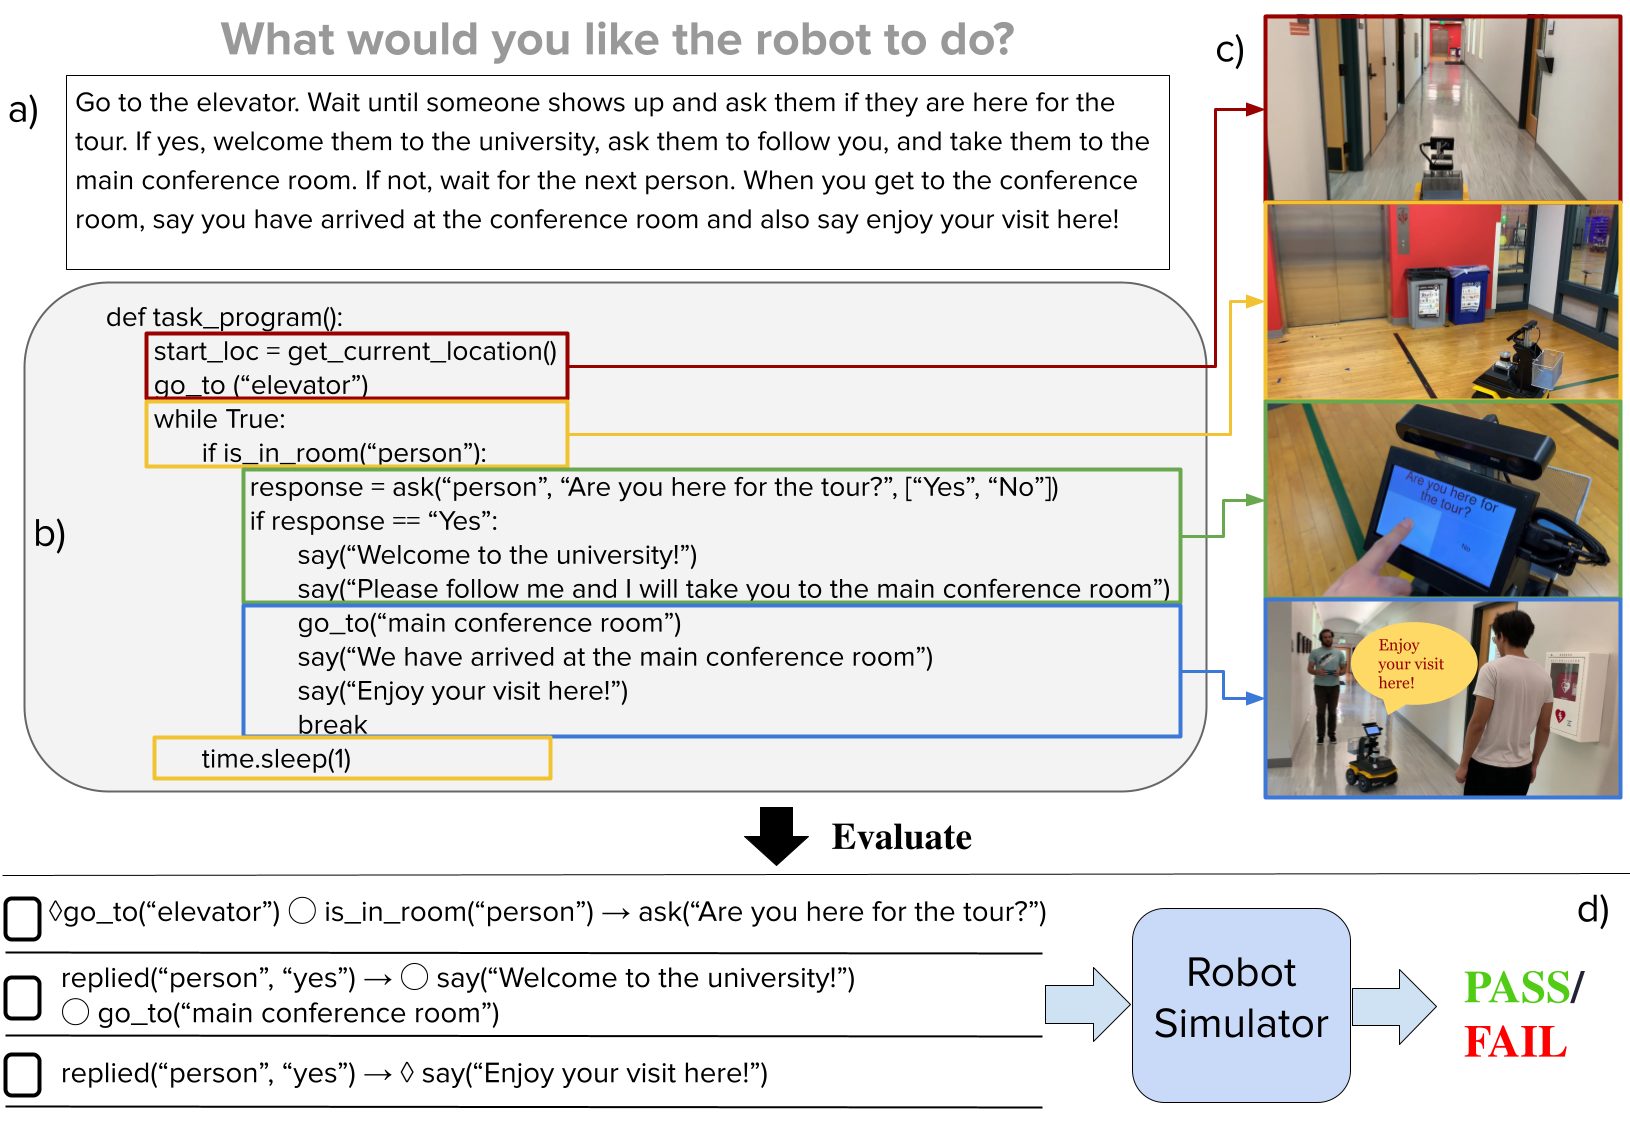 What would you like the robot to do?
a)
Go to the elevator. Wait until someone shows up and ask them if they are here for the
tour. If yes, welcome them to the university, ask them to follow you, and take them to the
main conference room. If not, wait for the next person. When you get to the conference
room, say you have arrived at the conference room and also say enjoy your visit here!
b)
def task_program():
start_loc = get_current_location()
go_to (“elevator”)
while True:
if is_in_room(“person”):
response = ask(“person”, “Are you here for the tour?”, [“Yes”, “No”])
if response == “Yes”:
say(“Welcome to the university!”)
say(“Please follow me and I will take you to the main conference room”)
go_to(“main conference room”)
say(“We have arrived at the main conference room”)
say(“Enjoy your visit here!”)
break
time.sleep(1)
c)
Are you here for
the tour?
No
Enjoy
your visit
here!
Evaluate
◊go_to(“elevator”) ◯ is_in_room(“person”) → ask(“Are you here for the tour?”)
replied(“person”, “yes”) → ◯ say(“Welcome to the university!”)
◯ go_to(“main conference room”)
replied(“person”, “yes”) → ◊ say(“Enjoy your visit here!”)
Robot
Simulator
d)
PASS/
FAIL